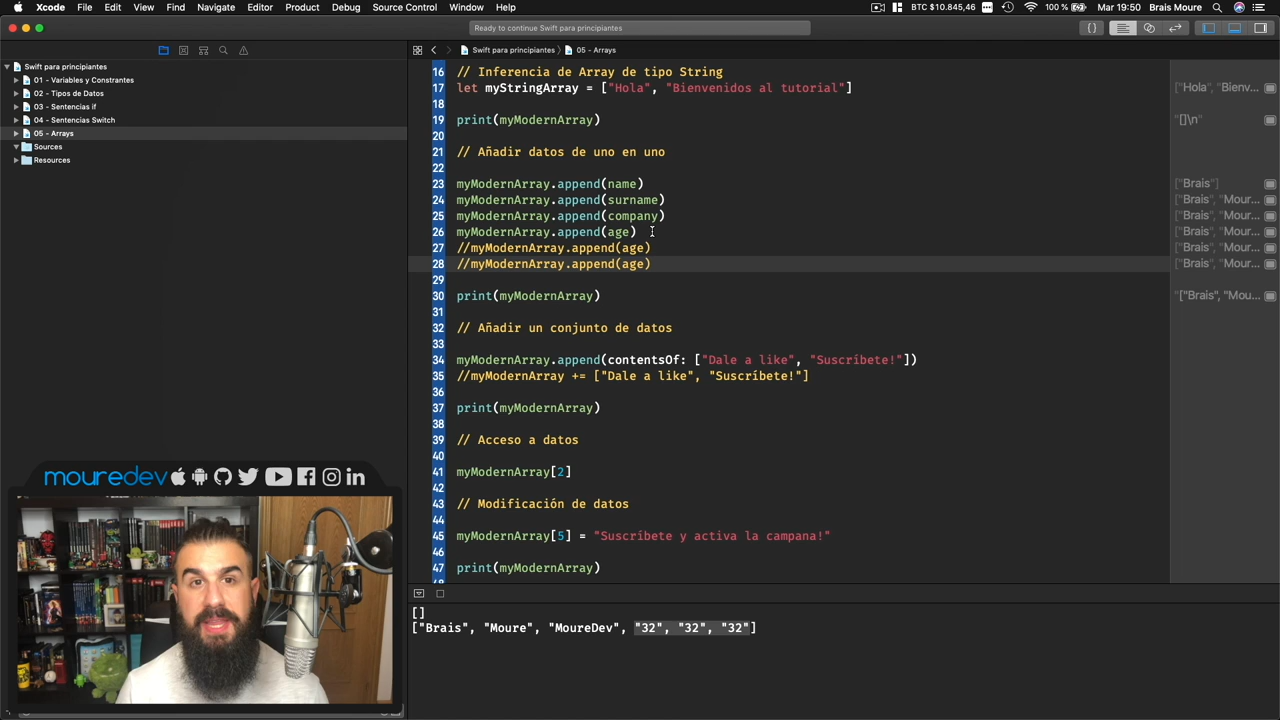 Xcode File Edit View Find Navigate Editor Product Debug Source Control Window Help BTC $10.845,46 100 % Mar 19:50 Brais Moure
Ready to continue Swift para principiantes
Swift para principiantes 05 - Arrays
Swift para principiantes
01 - Variables y Constrantes
02 - Tipos de Datos
03 - Sentencias if
04 - Sentencias Switch
05 - Arrays
Sources
Resources
16 // Inferencia de Array de tipo String
17 let myStringArray = ["Hola", "Bienvenidos al tutorial"] ["Hola", "Bienv...
18
19 print(myModernArray) "[]\n"
20
21 // Añadir datos de uno en uno
22
23 myModernArray.append(name) ["Brais"]
24 myModernArray.append(surname) ["Brais", "Mour...
25 myModernArray.append(company) ["Brais", "Mour...
26 myModernArray.append(age) ["Brais", "Mour...
27 //myModernArray.append(age) ["Brais", "Mour...
28 //myModernArray.append(age) ["Brais", "Mour...
29
30 print(myModernArray) "["Brais", "Mou...
31
32 // Añadir un conjunto de datos
33
34 myModernArray.append(contentsOf: ["Dale a like", "Suscríbete!"])
35 //myModernArray += ["Dale a like", "Suscríbete!"]
36
37 print(myModernArray)
38
39 // Acceso a datos
40
41 myModernArray[2]
42
43 // Modificación de datos
44
45 myModernArray[5] = "Suscríbete y activa la campana!"
46
47 print(myModernArray)
mouredev
[]
["Brais", "Moure", "MoureDev", "32", "32", "32"]